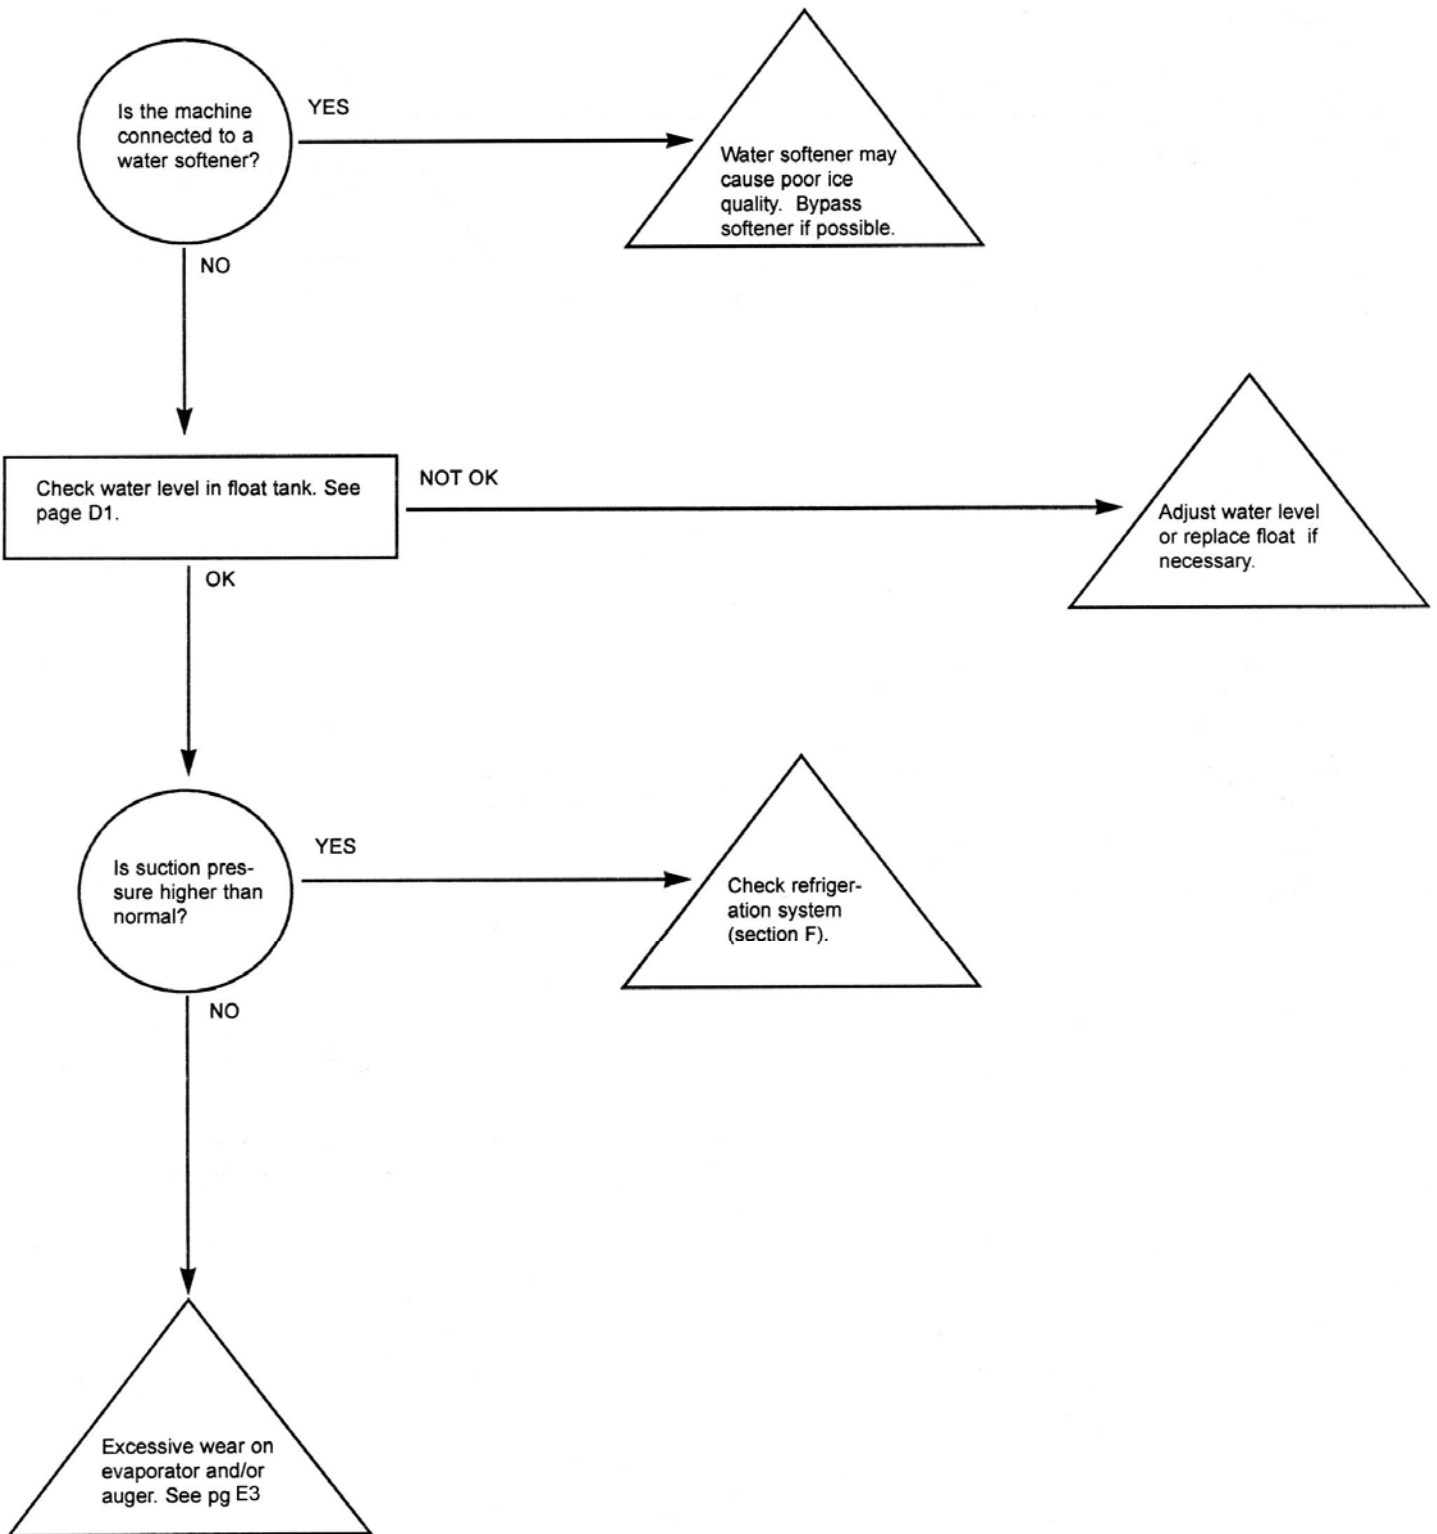 Is the machine
connected to a
water softener?
YES
Water softener may
cause poor ice
quality. Bypass
softener if possible.
NO
Check water level in float tank. See
page D1.
NOT OK
Adjust water level
or replace float if
necessary.
OK
Is suction pres-
sure higher than
normal?
YES
Check refriger-
ation system
(section F).
NO
Excessive wear on
evaporator and/or
auger. See pg E3